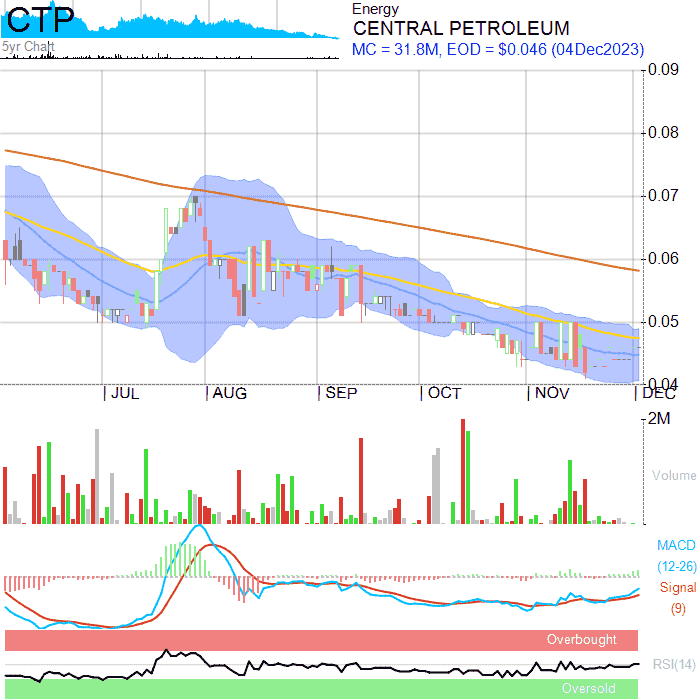 CTP
5yr Chart
Energy
CENTRAL PETROLEUM
MC = 31.8M, EOD = $0.046 (04Dec2023)
0.09
0.08
0.07
0.06
0.05
0.04
JUL
AUG
SEP
OCT
NOV
DEC
2M
Volume
MACD
(12-26)
Signal
(9)
Overbought
RSI(14)
Oversold